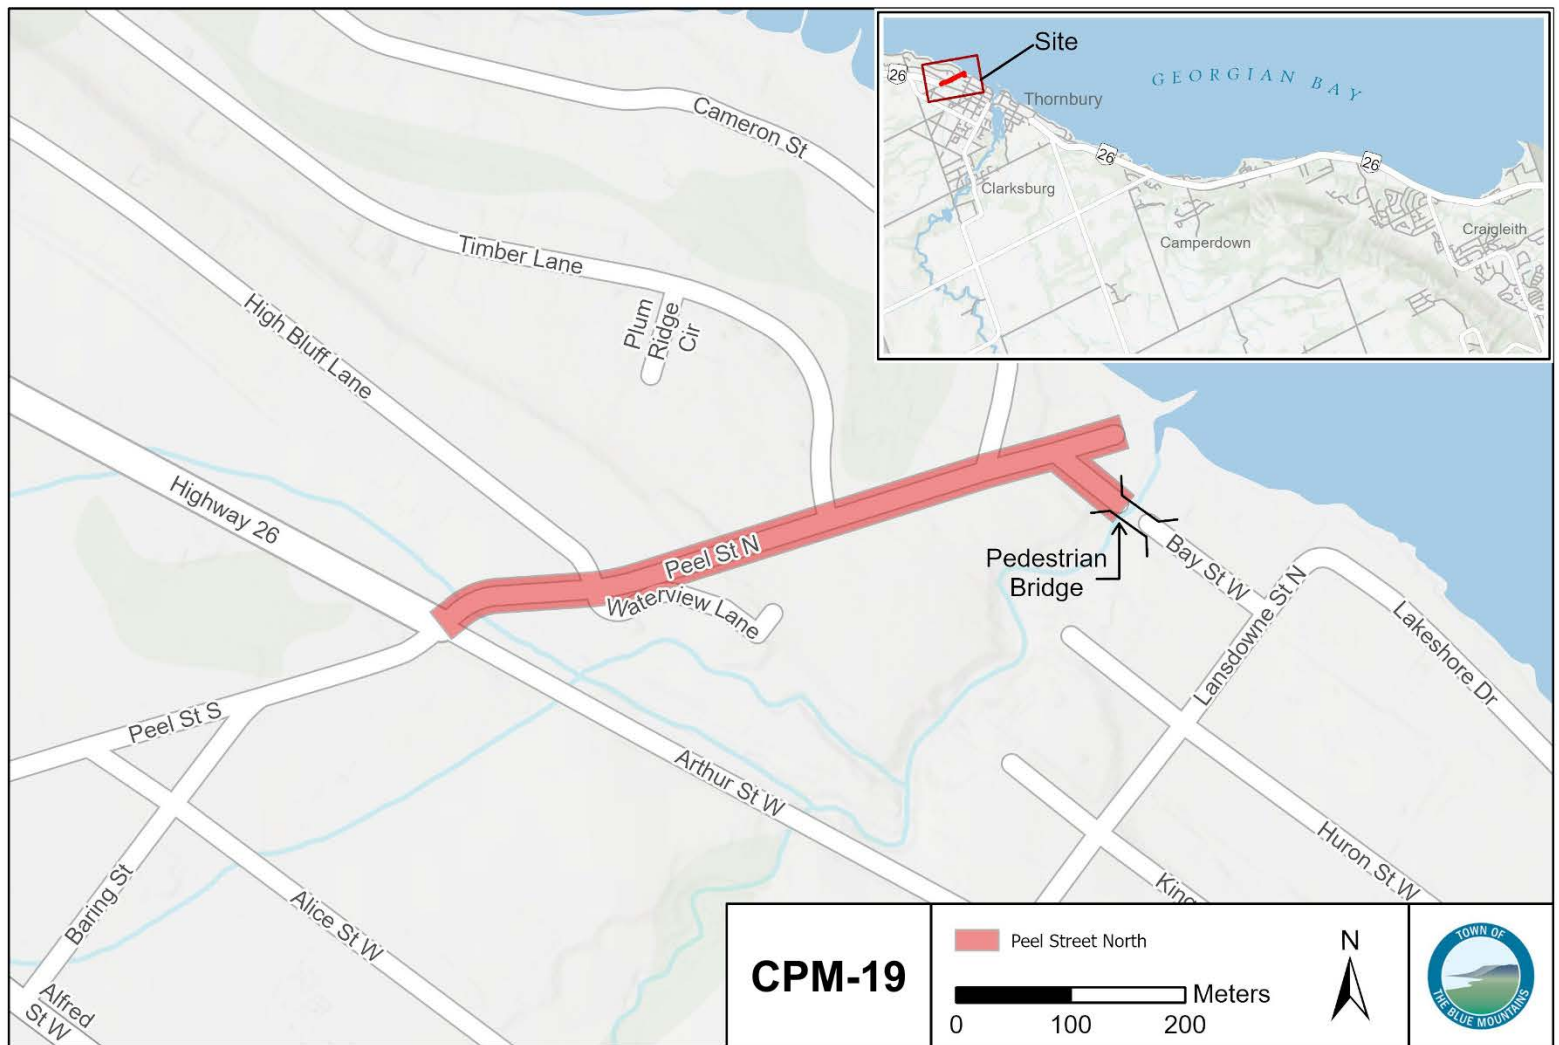 Site
GEORGIAN BAY
26
Thornbury
26
26
Clarksburg
Camperdown
Craigleith
Cameron St
Timber Lane
Plum
Ridge
Cir
High Bluff Lane
Highway 26
Peel St N
Waterview Lane
Pedestrian
Bridge
Bay St W
Lansdowne St N
Lakeshore Dr
Peel St S
Arthur St W
Huron St W
King
Baring St
Alice St W
Alfred
St W
CPM-19
Peel Street North
Meters
0 100 200
N
TOWN OF
THE BLUE MOUNTAINS